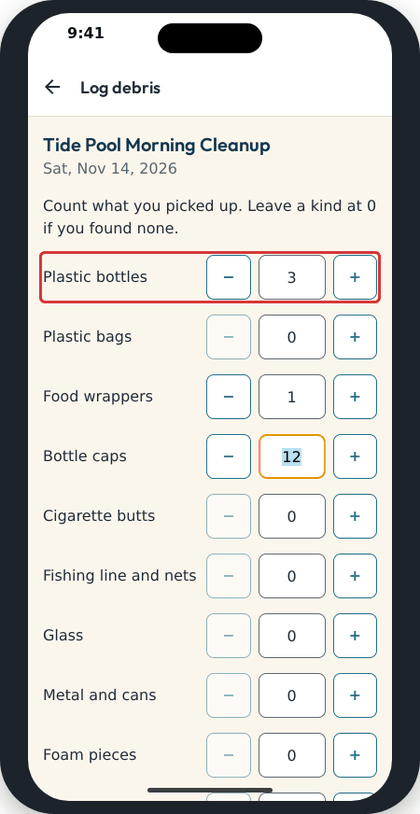 9:41
Log debris
Tide Pool Morning Cleanup
Sat, Nov 14, 2026
Count what you picked up. Leave a kind at 0
if you found none.
Plastic bottles − 3 +
Plastic bags − 0 +
Food wrappers − 1 +
Bottle caps − 12 +
Cigarette butts − 0 +
Fishing line and nets − 0 +
Glass − 0 +
Metal and cans − 0 +
Foam pieces − 0 +